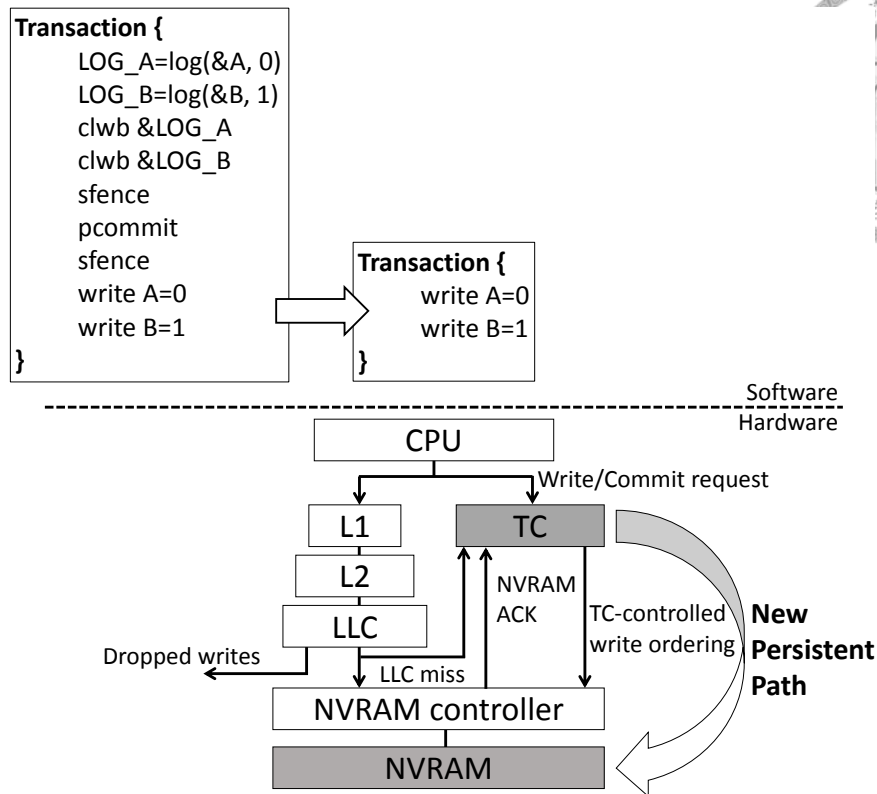 Transaction {
LOG_A=log(&A, 0)
LOG_B=log(&B, 1)
clwb &LOG_A
clwb &LOG_B
sfence
pcommit
sfence
write A=0
write B=1
}
Transaction {
write A=0
write B=1
}
Software
Hardware
CPU
Write/Commit request
L1
TC
L2
LLC
NVRAM
ACK
TC-controlled
write ordering
New
Persistent
Path
Dropped writes
LLC miss
NVRAM controller
NVRAM